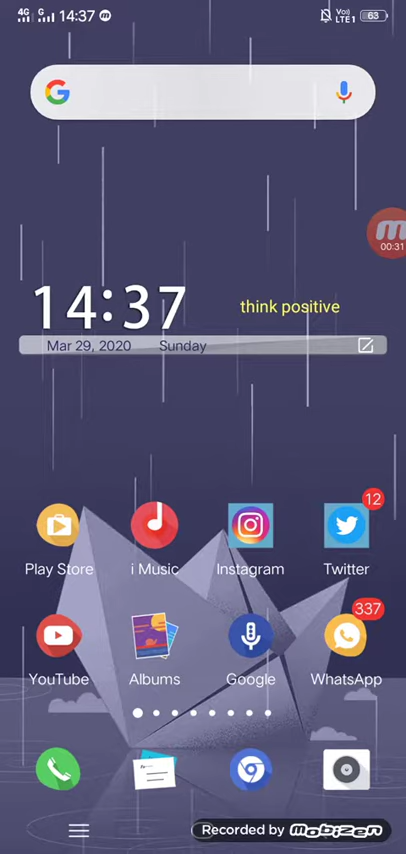 4G G 14:37
Vo)) LTE1 63
G
00:31
14:37
think positive
Mar 29, 2020 Sunday
12
Play Store i Music Instagram Twitter
337
YouTube Albums Google WhatsApp
Recorded by mobizen